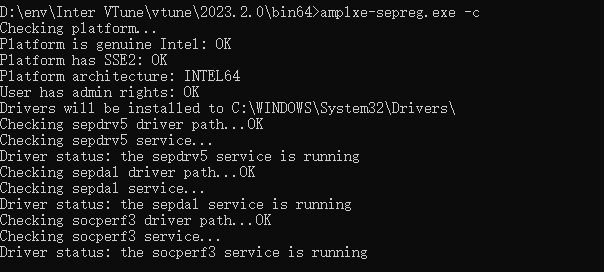 D:\env\Inter VTune\vtune\2023.2.0\bin64>amplxe-sepreg.exe -c
Checking platform...
Platform is genuine Intel: OK
Platform has SSE2: OK
Platform architecture: INTEL64
User has admin rights: OK
Drivers will be installed to C:\WINDOWS\System32\Drivers\
Checking sepdrv5 driver path...OK
Checking sepdrv5 service...
Driver status: the sepdrv5 service is running
Checking sepdal driver path...OK
Checking sepdal service...
Driver status: the sepdal service is running
Checking socperf3 driver path...OK
Checking socperf3 service...
Driver status: the socperf3 service is running